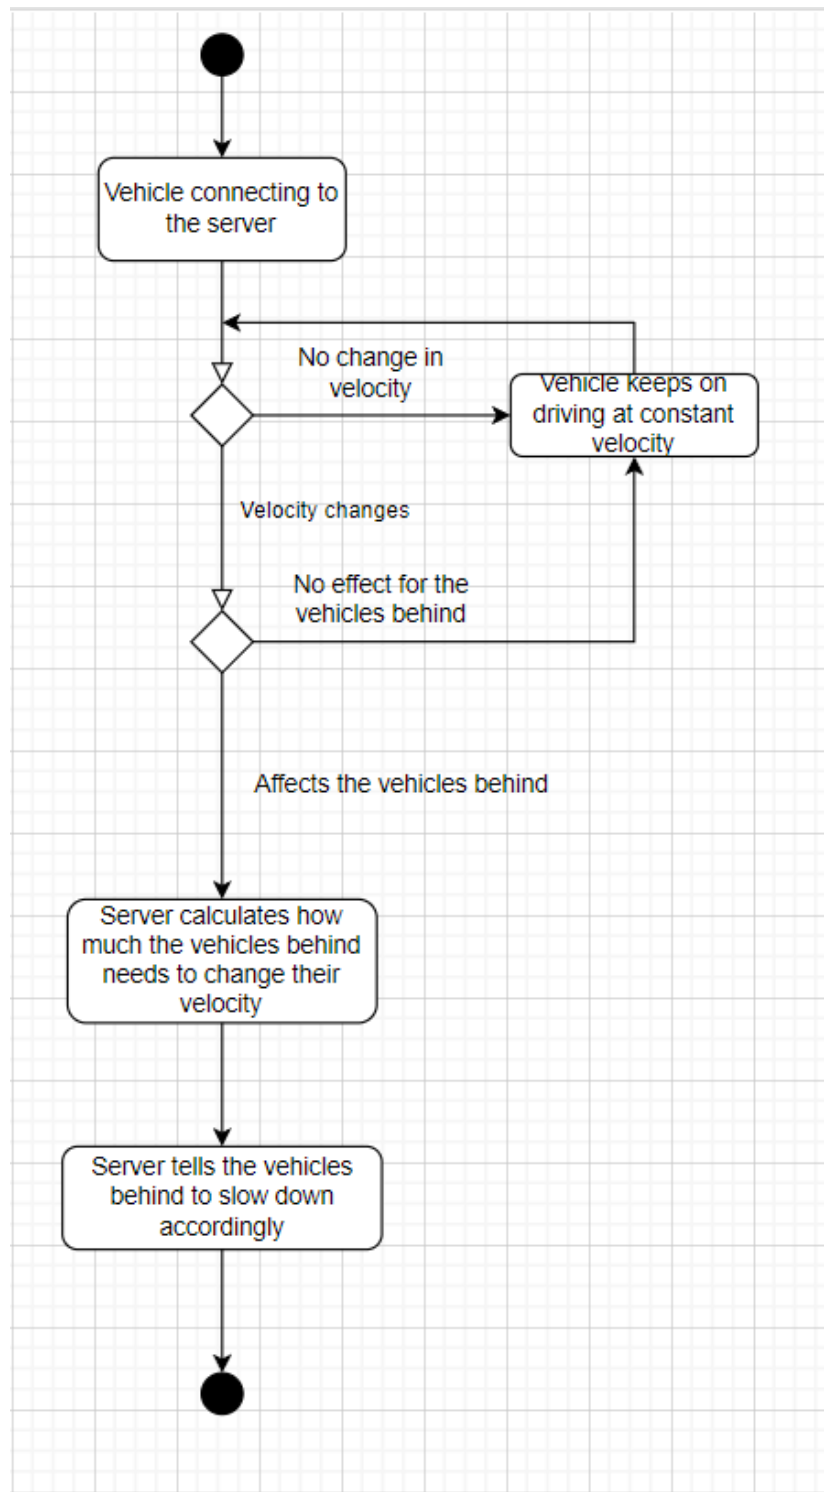 Vehicle connecting to
the server
No change in
velocity
Vehicle keeps on
driving at constant
velocity
Velocity changes
No effect for the
vehicles behind
Affects the vehicles behind
Server calculates how
much the vehicles behind
needs to change their
velocity
Server tells the vehicles
behind to slow down
accordingly